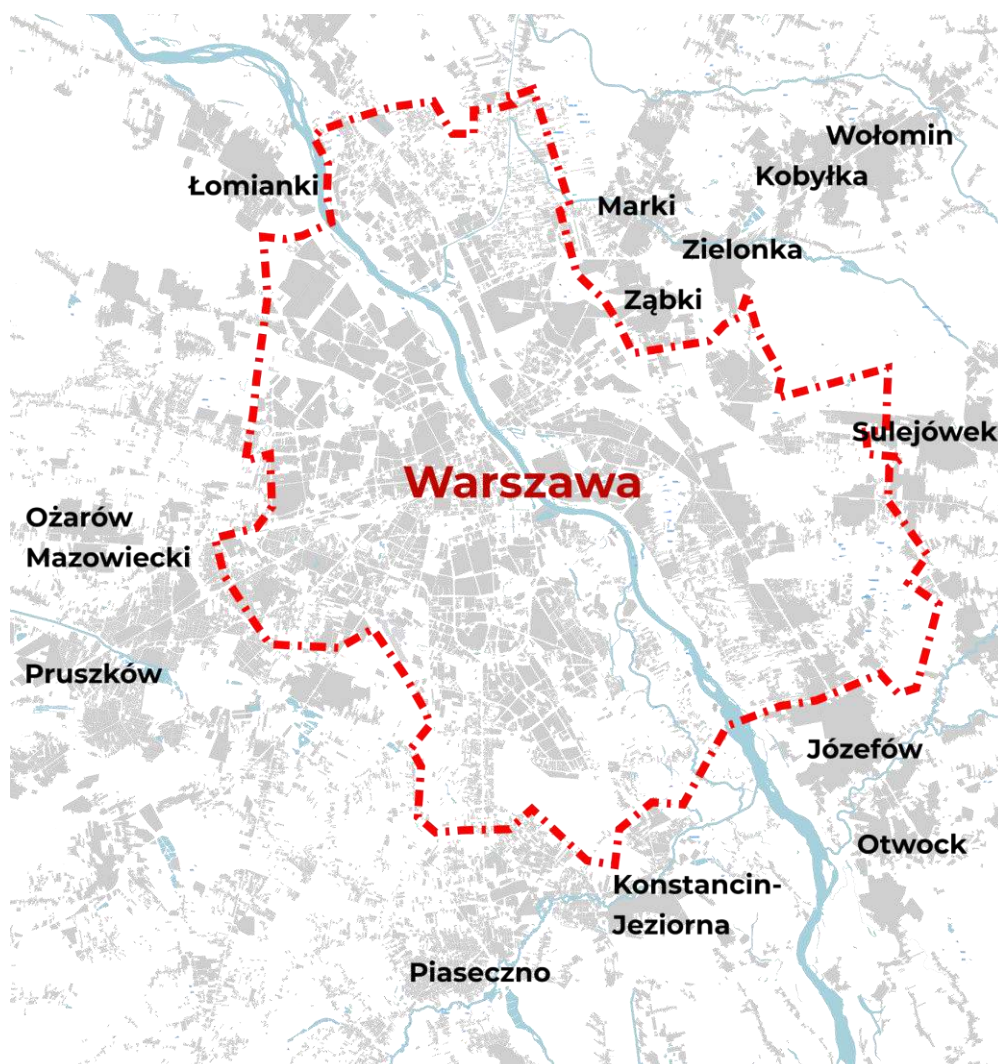 Wołomin
Kobyłka
Łomianki
Marki
Zielonka
Ząbki
Sulejówek
Warszawa
Ożarów
Mazowiecki
Pruszków
Józefów
Otwock
Konstancin-
Jeziorna
Piaseczno